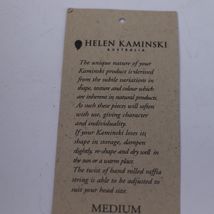 HELEN KAMINSKI
AUSTRALIA
The unique nature of your
Kaminski product is derived
from the subtle variations in
shape, texture and colour which
are inherent in natural products.
As such these pieces will soften
with use, giving character
and individuality.
If your Kaminski loses its
shape in storage, dampen
slightly, re-shape and dry well in
the sun or a warm place.
The twist of hand rolled raffia
string is able to be adjusted to
suit your head size.
MEDIUM